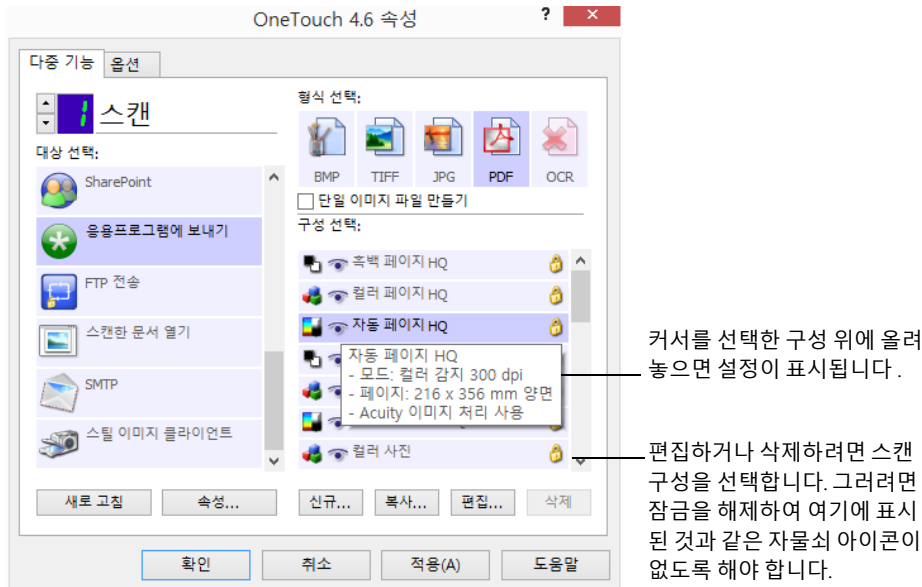 OneTouch 4.6 속성
?
×
다중 기능
옵션
1 스캔
대상 선택:
SharePoint
응용프로그램에 보내기
FTP 전송
스캔한 문서 열기
SMTP
스틸 이미지 클라이언트
새로 고침
속성...
형식 선택:
BMP
TIFF
JPG
PDF
OCR
단일 이미지 파일 만들기
구성 선택:
흑백 페이지 HQ
컬러 페이지 HQ
자동 페이지 HQ
자동 페이지 HQ
- 모드: 컬러 감지 300 dpi
- 페이지: 216 x 356 mm 양면
- Acuity 이미지 처리 사용
컬러 사진
신규...
복사...
편집...
삭제
확인
취소
적용(A)
도움말
커서를 선택한 구성 위에 올려
놓으면 설정이 표시됩니다 .
편집하거나 삭제하려면 스캔
구성을 선택합니다. 그러려면
잠금을 해제하여 여기에 표시
된 것과 같은 자물쇠 아이콘이
없도록 해야 합니다.